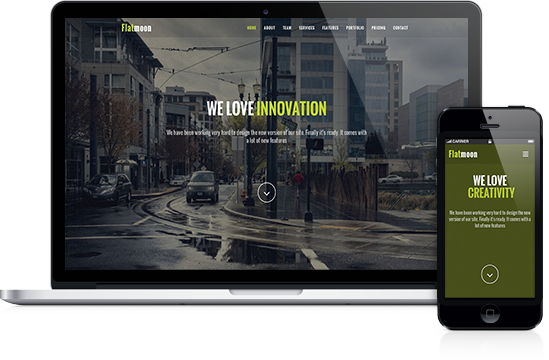 Flatmoon
HOME ABOUT TEAM SERVICES FEATURES PORTFOLIO PRICING CONTACT
WE LOVE INNOVATION
We have been working very hard to design the new version of our site. Finally it's ready. It comes with
a lot of new features
CARRIER
Flatmoon
WE LOVE
CREATIVITY
We have been working very hard to design the new
version of our site. Finally it's ready. It comes with a
lot of new features